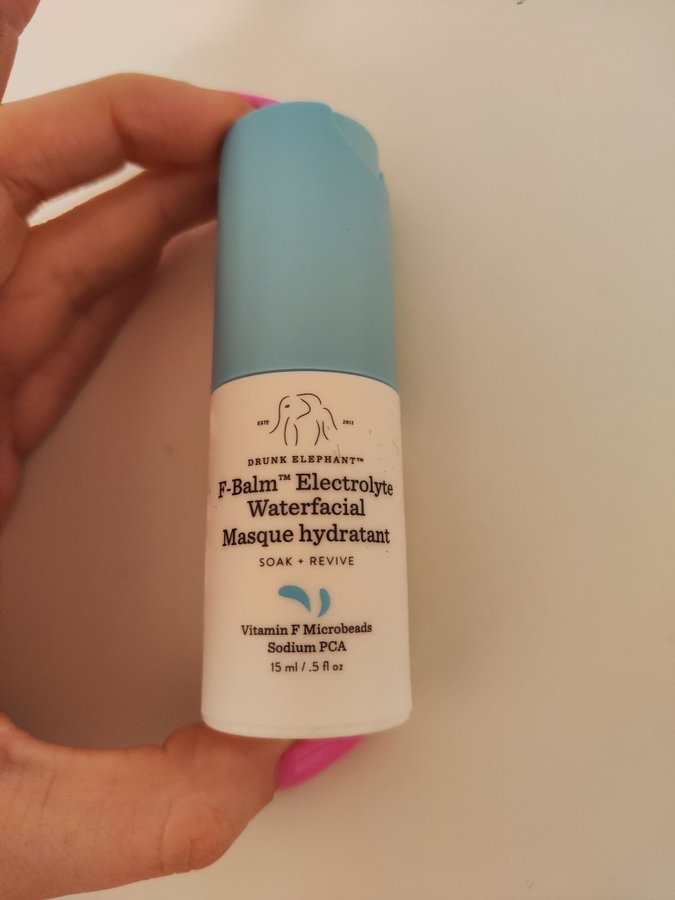 ESTD 2012
DRUNK ELEPHANT™
F-Balm™ Electrolyte
Waterfacial
Masque hydratant
SOAK + REVIVE
Vitamin F Microbeads
Sodium PCA
15 ml / .5 fl oz